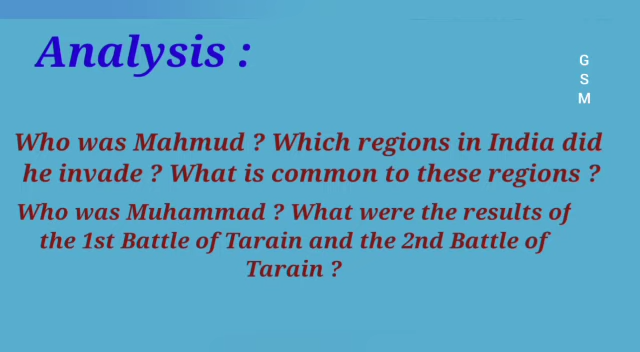 Analysis :
G
S
M
Who was Mahmud ? Which regions in India did
he invade ? What is common to these regions ?
Who was Muhammad ? What were the results of
the 1st Battle of Tarain and the 2nd Battle of
Tarain ?